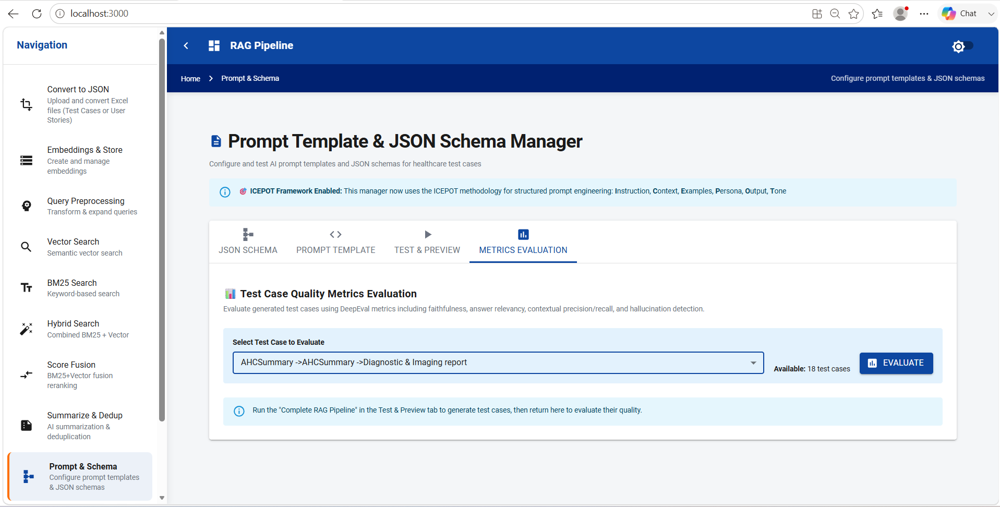 localhost:3000
Chat
Navigation
Convert to JSON
Upload and convert Excel
files (Test Cases or User
Stories)
Embeddings & Store
Create and manage
embeddings
Query Preprocessing
Transform & expand queries
Vector Search
Semantic vector search
BM25 Search
Keyword-based search
Hybrid Search
Combined BM25 + Vector
Score Fusion
BM25+Vector fusion
reranking
Summarize & Dedup
AI summarization &
deduplication
Prompt & Schema
Configure prompt templates
& JSON schemas
RAG Pipeline
Home
Prompt & Schema
Configure prompt templates & JSON schemas
Prompt Template & JSON Schema Manager
Configure and test AI prompt templates and JSON schemas for healthcare test cases
ICEPOT Framework Enabled: This manager now uses the ICEPOT methodology for structured prompt engineering: Instruction, Context, Examples, Persona, Output, Tone
JSON SCHEMA
PROMPT TEMPLATE
TEST & PREVIEW
METRICS EVALUATION
Test Case Quality Metrics Evaluation
Evaluate generated test cases using DeepEval metrics including faithfulness, answer relevancy, contextual precision/recall, and hallucination detection.
Select Test Case to Evaluate
AHCSummary ->AHCSummary ->Diagnostic & Imaging report
Available: 18 test cases
EVALUATE
Run the "Complete RAG Pipeline" in the Test & Preview tab to generate test cases, then return here to evaluate their quality.